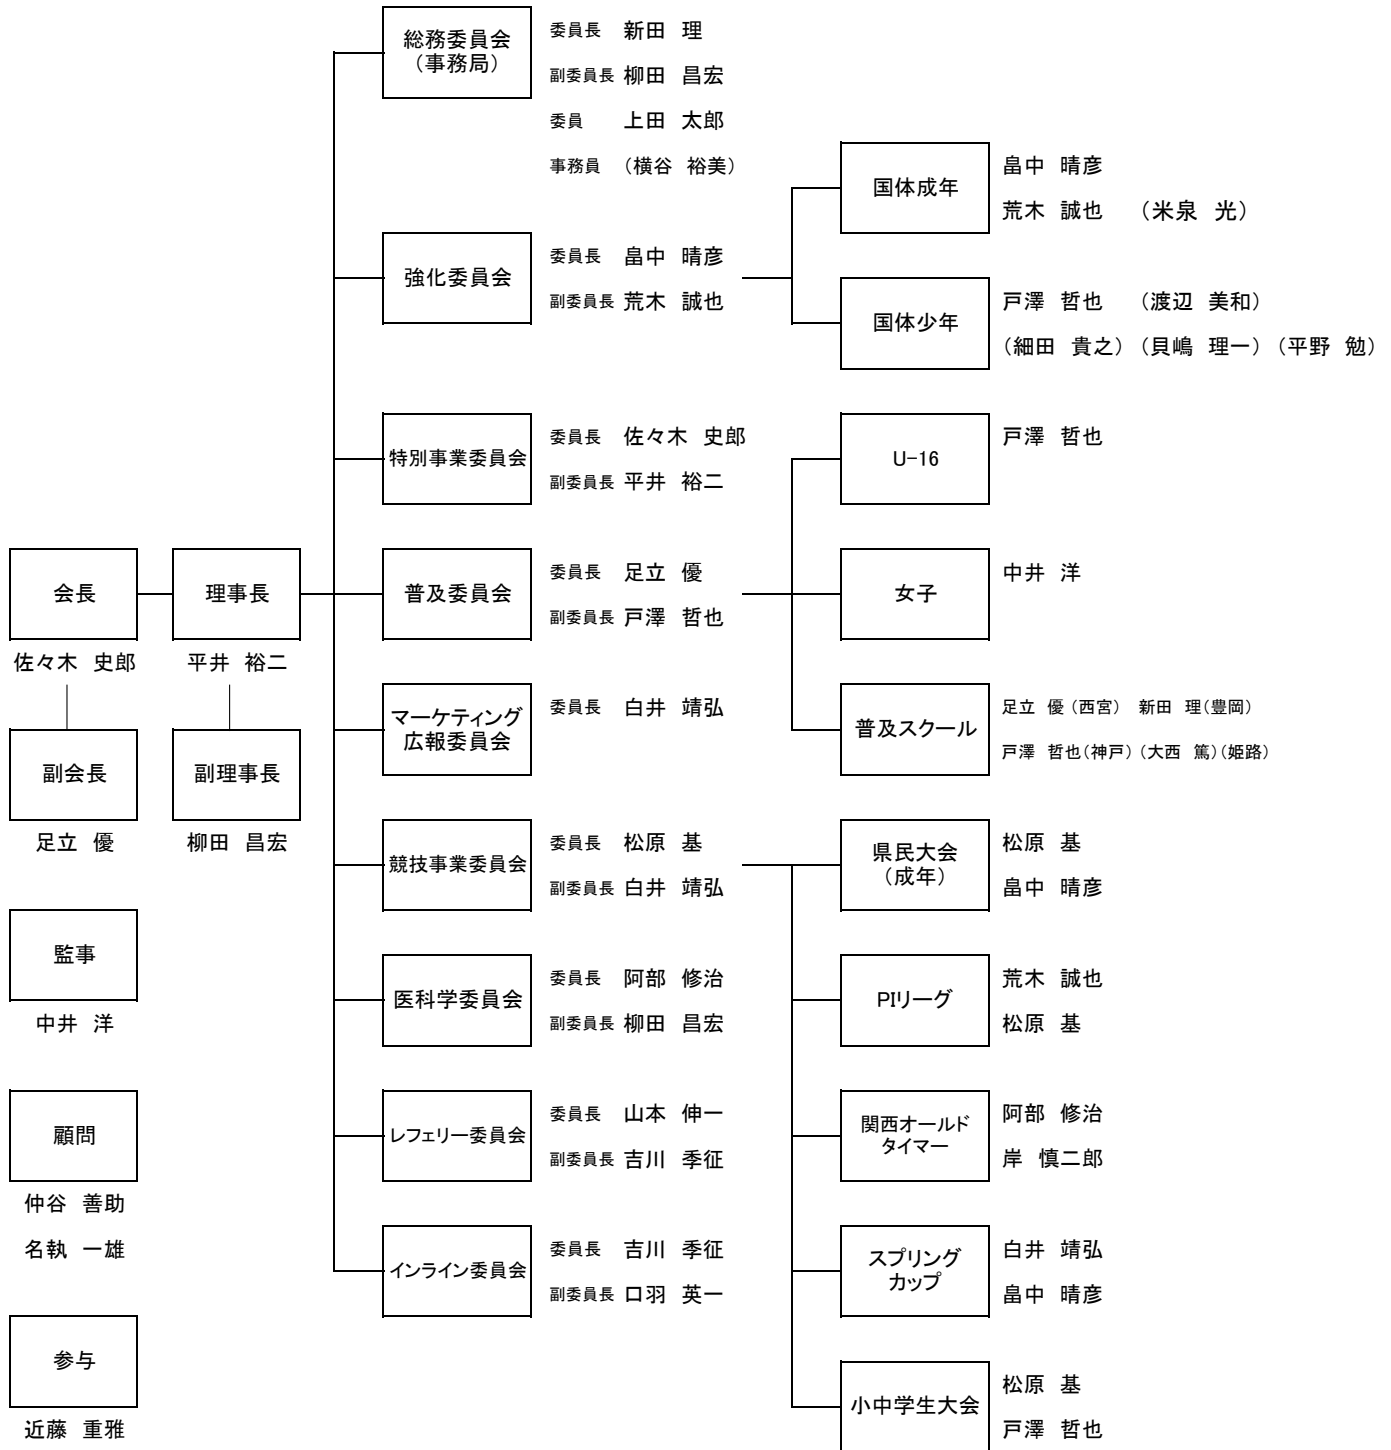 会長
佐々木 史郎
副会長
足立 優
監事
中井 洋
顧問
仲谷 善助
名執 一雄
参与
近藤 重雅
理事長
平井 裕二
副理事長
柳田 昌宏
総務委員会
（事務局）
委員長 新田 理
副委員長 柳田 昌宏
委員 上田 太郎
事務員 （横谷 裕美）
強化委員会
委員長 畠中 晴彦
副委員長 荒木 誠也
国体成年
畠中 晴彦
荒木 誠也 （米泉 光）
国体少年
戸澤 哲也 （渡辺 美和）
（細田 貴之）（貝嶋 理一）（平野 勉）
特別事業委員会
委員長 佐々木 史郎
副委員長 平井 裕二
普及委員会
委員長 足立 優
副委員長 戸澤 哲也
U-16
戸澤 哲也
女子
中井 洋
普及スクール
足立 優（西宮） 新田 理（豊岡）
戸澤 哲也（神戸）（大西 篤）（姫路）
マーケティング
広報委員会
委員長 白井 靖弘
競技事業委員会
委員長 松原 基
副委員長 白井 靖弘
県民大会
（成年）
松原 基
畠中 晴彦
PIリーグ
荒木 誠也
松原 基
関西オールド
タイマー
阿部 修治
岸 慎二郎
スプリング
カップ
白井 靖弘
畠中 晴彦
小中学生大会
松原 基
戸澤 哲也
医科学委員会
委員長 阿部 修治
副委員長 柳田 昌宏
レフェリー委員会
委員長 山本 伸一
副委員長 吉川 季征
インライン委員会
委員長 吉川 季征
副委員長 口羽 英一